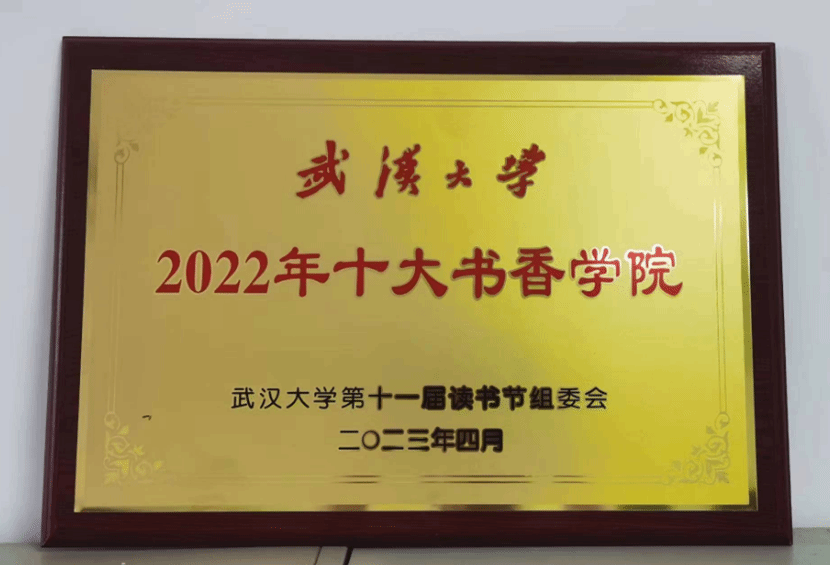 武漢大學
2022年十大书香学院
武汉大学第十一届读书节组委会
二〇二三年四月